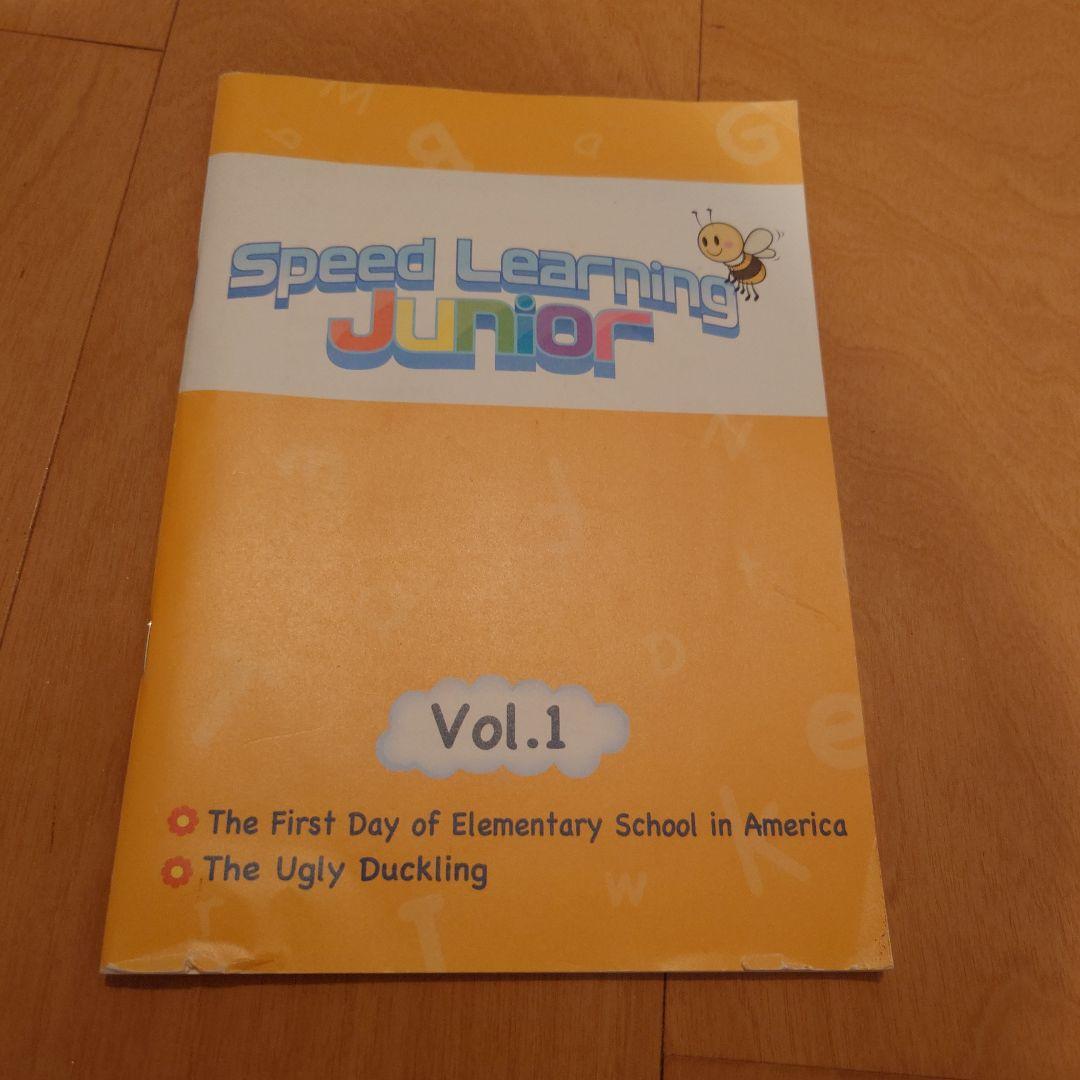 Speed Learning
Junior
Vol.1
The First Day of Elementary School in America
The Ugly Duckling